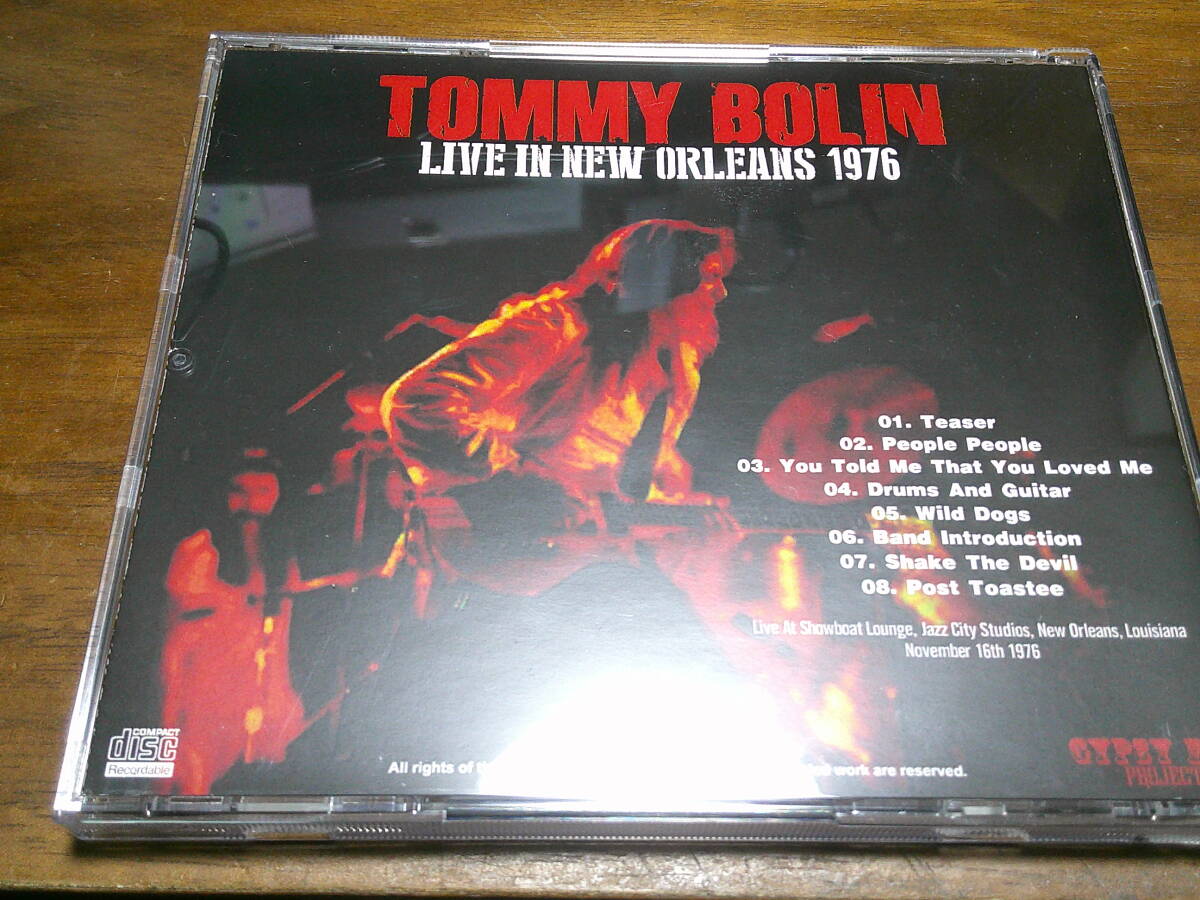 TOMMY BOLIN
LIVE IN NEW ORLEANS 1976
01. Teaser
02. People People
03. You Told Me That You Loved Me
04. Drums And Guitar
05. Wild Dogs
06. Band Introduction
07. Shake The Devil
08. Post Toastee
Live At Showboat Lounge, Jazz City Studios, New Orleans, Louisiana
November 16th 1976
COMPACT
disc
Recordable
All rights of work are reserved.
GYPSY
PROJECT